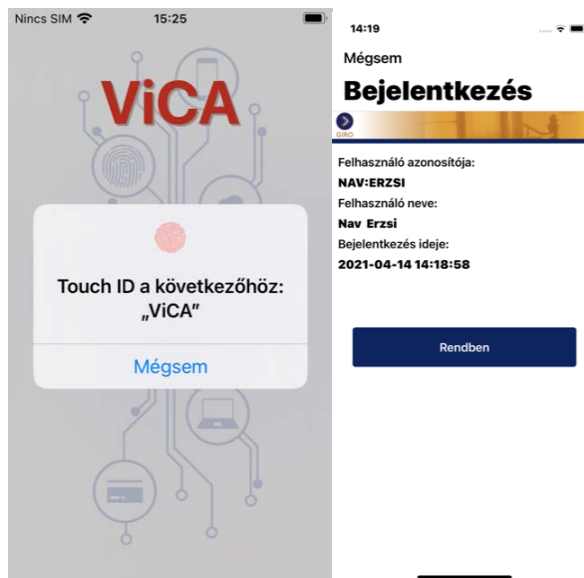 Nincs SIM 15:25
ViCA
Touch ID a következőhöz:
„ViCA”
Mégsem
14:19
Mégsem
Bejelentkezés
GIRO
Felhasználó azonosítója:
NAV:ERZSI
Felhasználó neve:
Nav Erzsi
Bejelentkezés ideje:
2021-04-14 14:18:58
Rendben